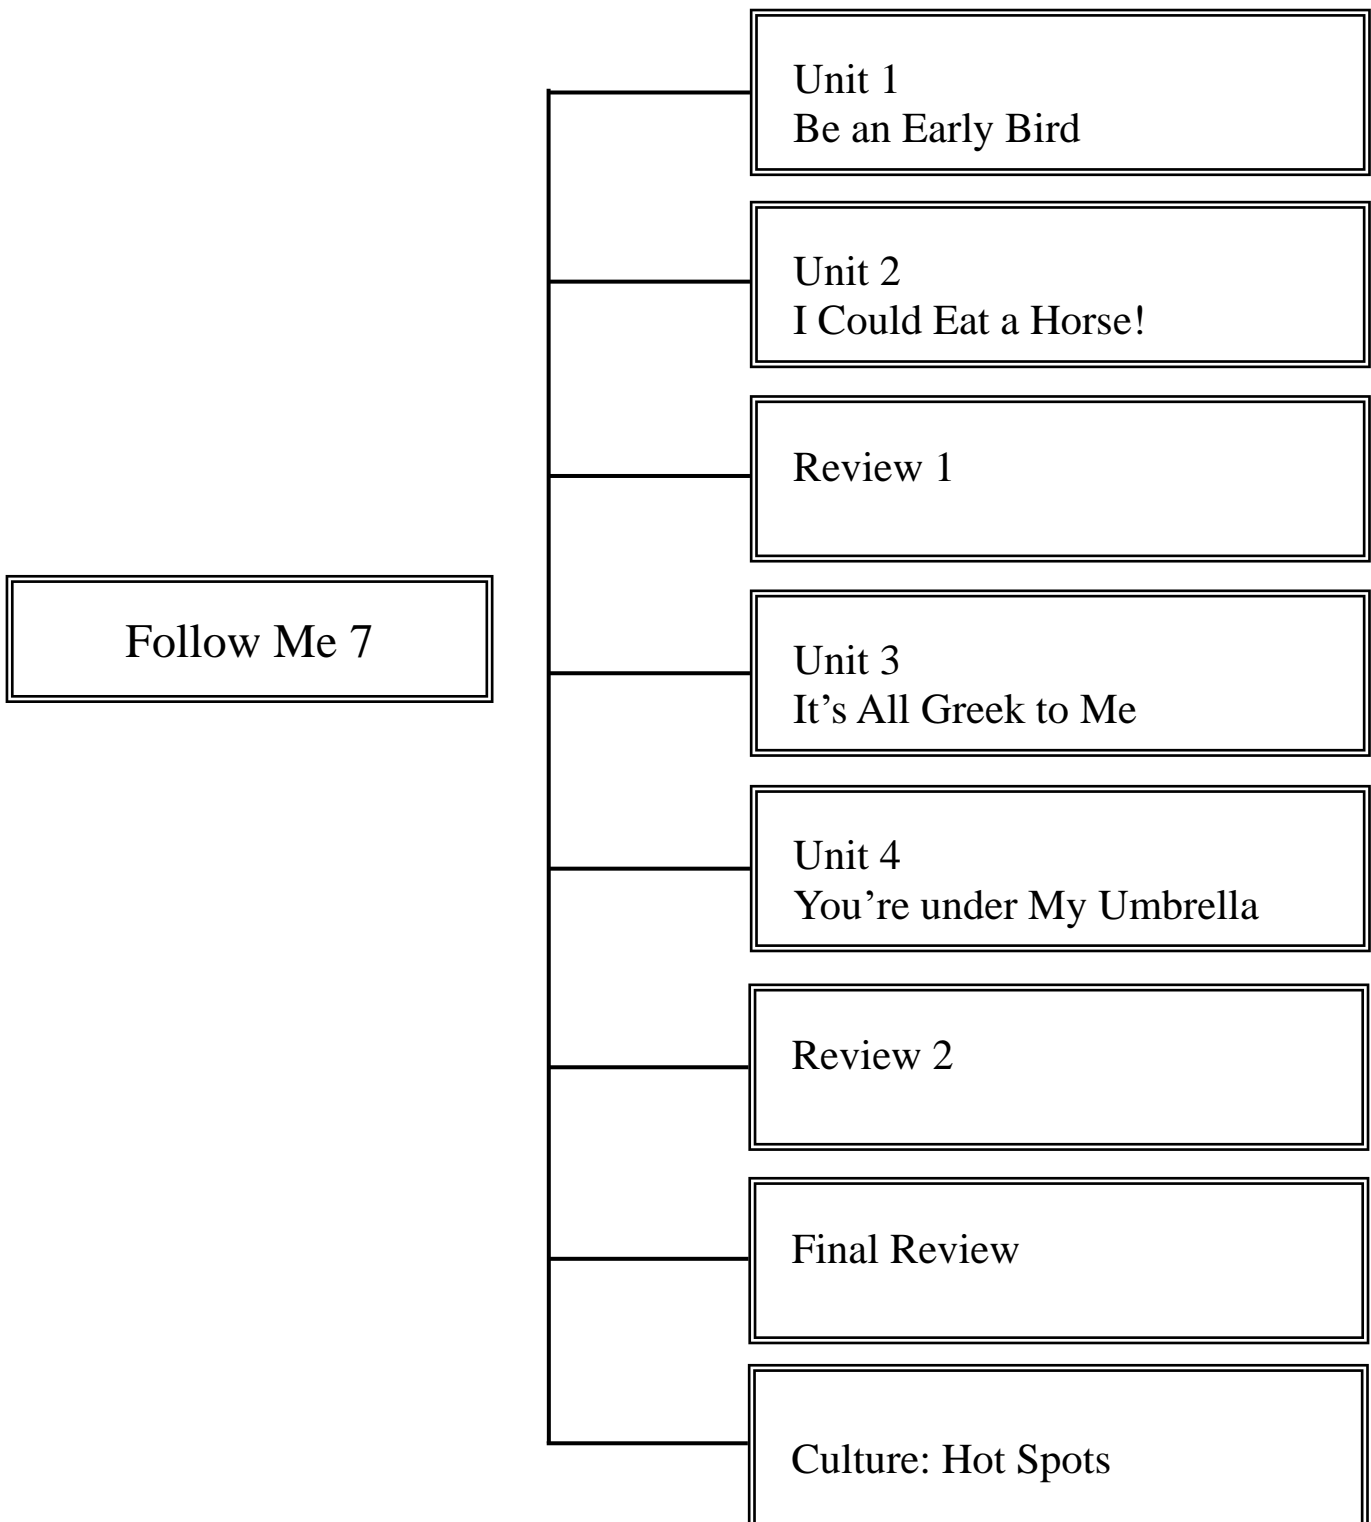 Follow Me 7
Unit 1
Be an Early Bird
Unit 2
I Could Eat a Horse!
Review 1
Unit 3
It’s All Greek to Me
Unit 4
You’re under My Umbrella
Review 2
Final Review
Culture: Hot Spots